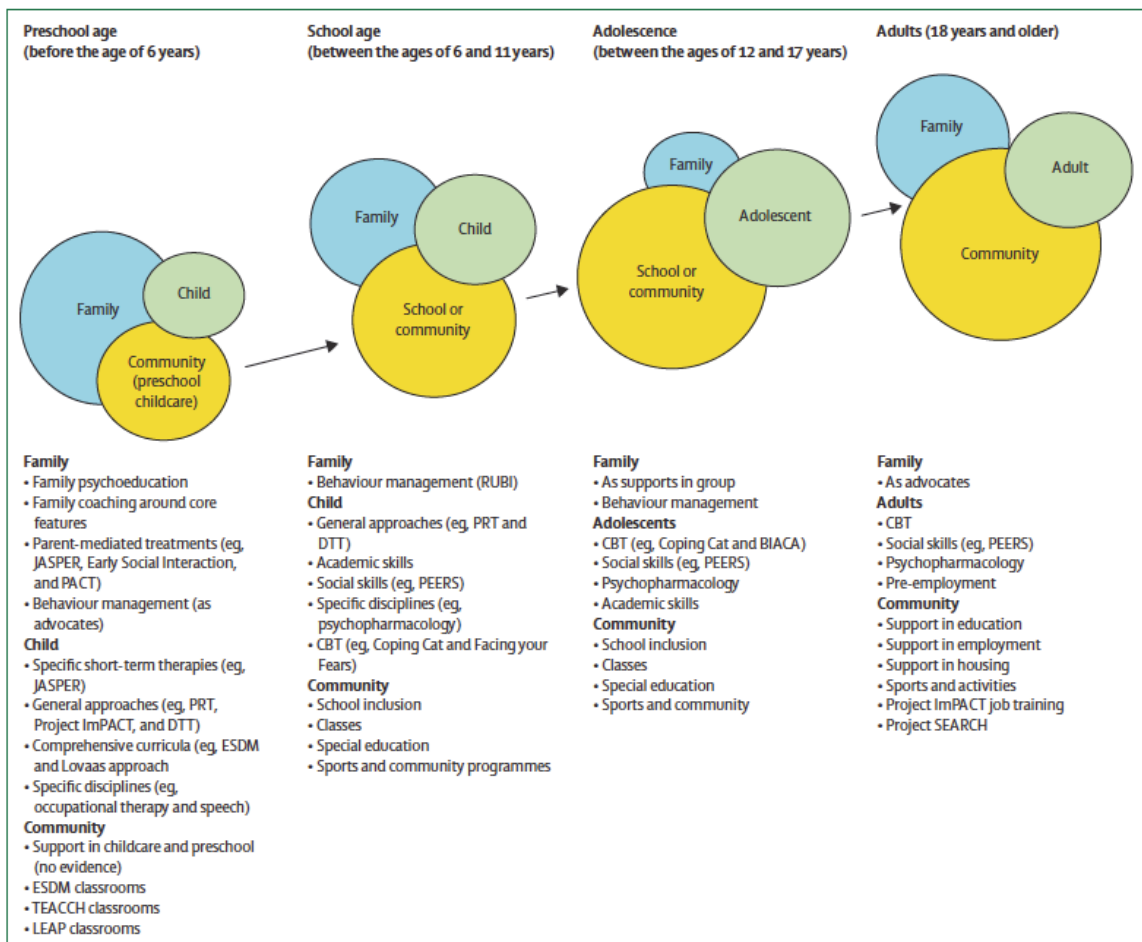 Preschool age
(before the age of 6 years)
School age
(between the ages of 6 and 11 years)
Adolescence
(between the ages of 12 and 17 years)
Adults (18 years and older)
Family
Child
Community
(preschool
childcare)
Family
Child
School or
community
Family
Adolescent
School or
community
Family
Adult
Community
Family
• Family psychoeducation
• Family coaching around core
features
• Parent-mediated treatments (eg,
JASPER, Early Social Interaction,
and PACT)
• Behaviour management (as
advocates)
Child
• Specific short-term therapies (eg,
JASPER)
• General approaches (eg, PRT,
Project ImPACT, and DTT)
• Comprehensive curricula (eg, ESDM
and Lovaas approach
• Specific disciplines (eg,
occupational therapy and speech)
Community
• Support in childcare and preschool
(no evidence)
• ESDM classrooms
• TEACCH classrooms
• LEAP classrooms
Family
• Behaviour management (RUBI)
Child
• General approaches (eg, PRT and
DTT)
• Academic skills
• Social skills (eg, PEERS)
• Specific disciplines (eg,
psychopharmacology)
• CBT (eg, Coping Cat and Facing your
Fears)
Community
• School inclusion
• Classes
• Special education
• Sports and community programmes
Family
• As supports in group
• Behaviour management
Adolescents
• CBT (eg, Coping Cat and BIACA)
• Social skills (eg, PEERS)
• Psychopharmacology
• Academic skills
Community
• School inclusion
• Classes
• Special education
• Sports and community
Family
• As advocates
Adults
• CBT
• Social skills (eg, PEERS)
• Psychopharmacology
• Pre-employment
Community
• Support in education
• Support in employment
• Support in housing
• Sports and activities
• Project ImPACT job training
• Project SEARCH